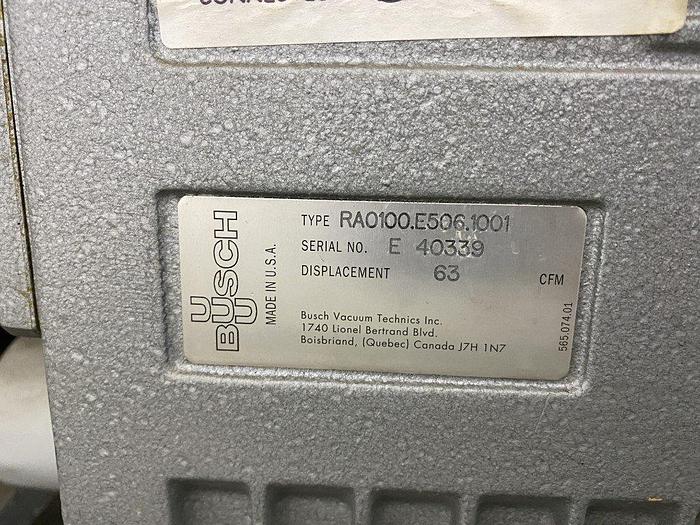 BUSCH
MADE IN U.S.A.
TYPE RA0100.E506.1001
SERIAL NO. E 40339
DISPLACEMENT 63 CFM
Busch Vacuum Technics Inc.
1740 Lionel Bertrand Blvd.
Boisbriand, (Quebec) Canada J7H 1N7
565.074.01